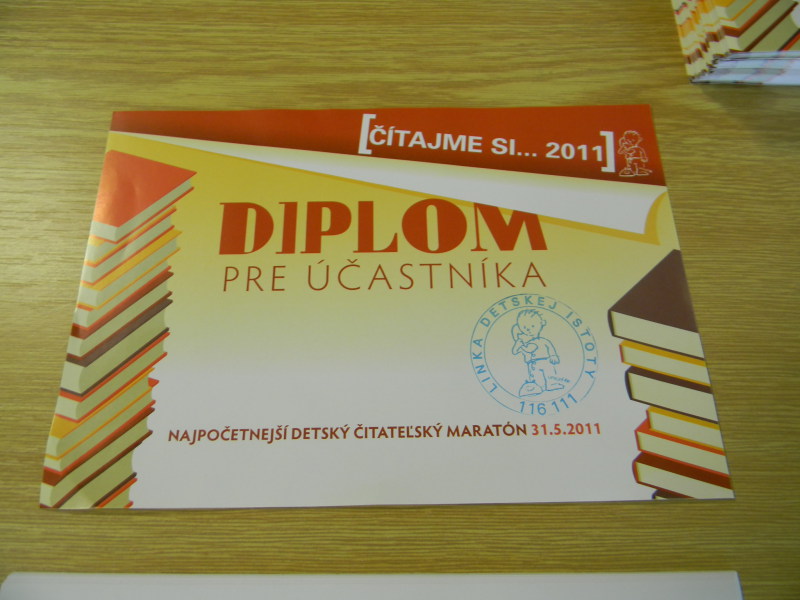 [ČÍTAJME SI... 2011]
DIPLOM
PRE ÚČASTNÍKA
LINKA DETSKEJ ISTOTY
116 111
NAJPOČETNEJŠÍ DETSKÝ ČITATEĽSKÝ MARATÓN 31.5.2011